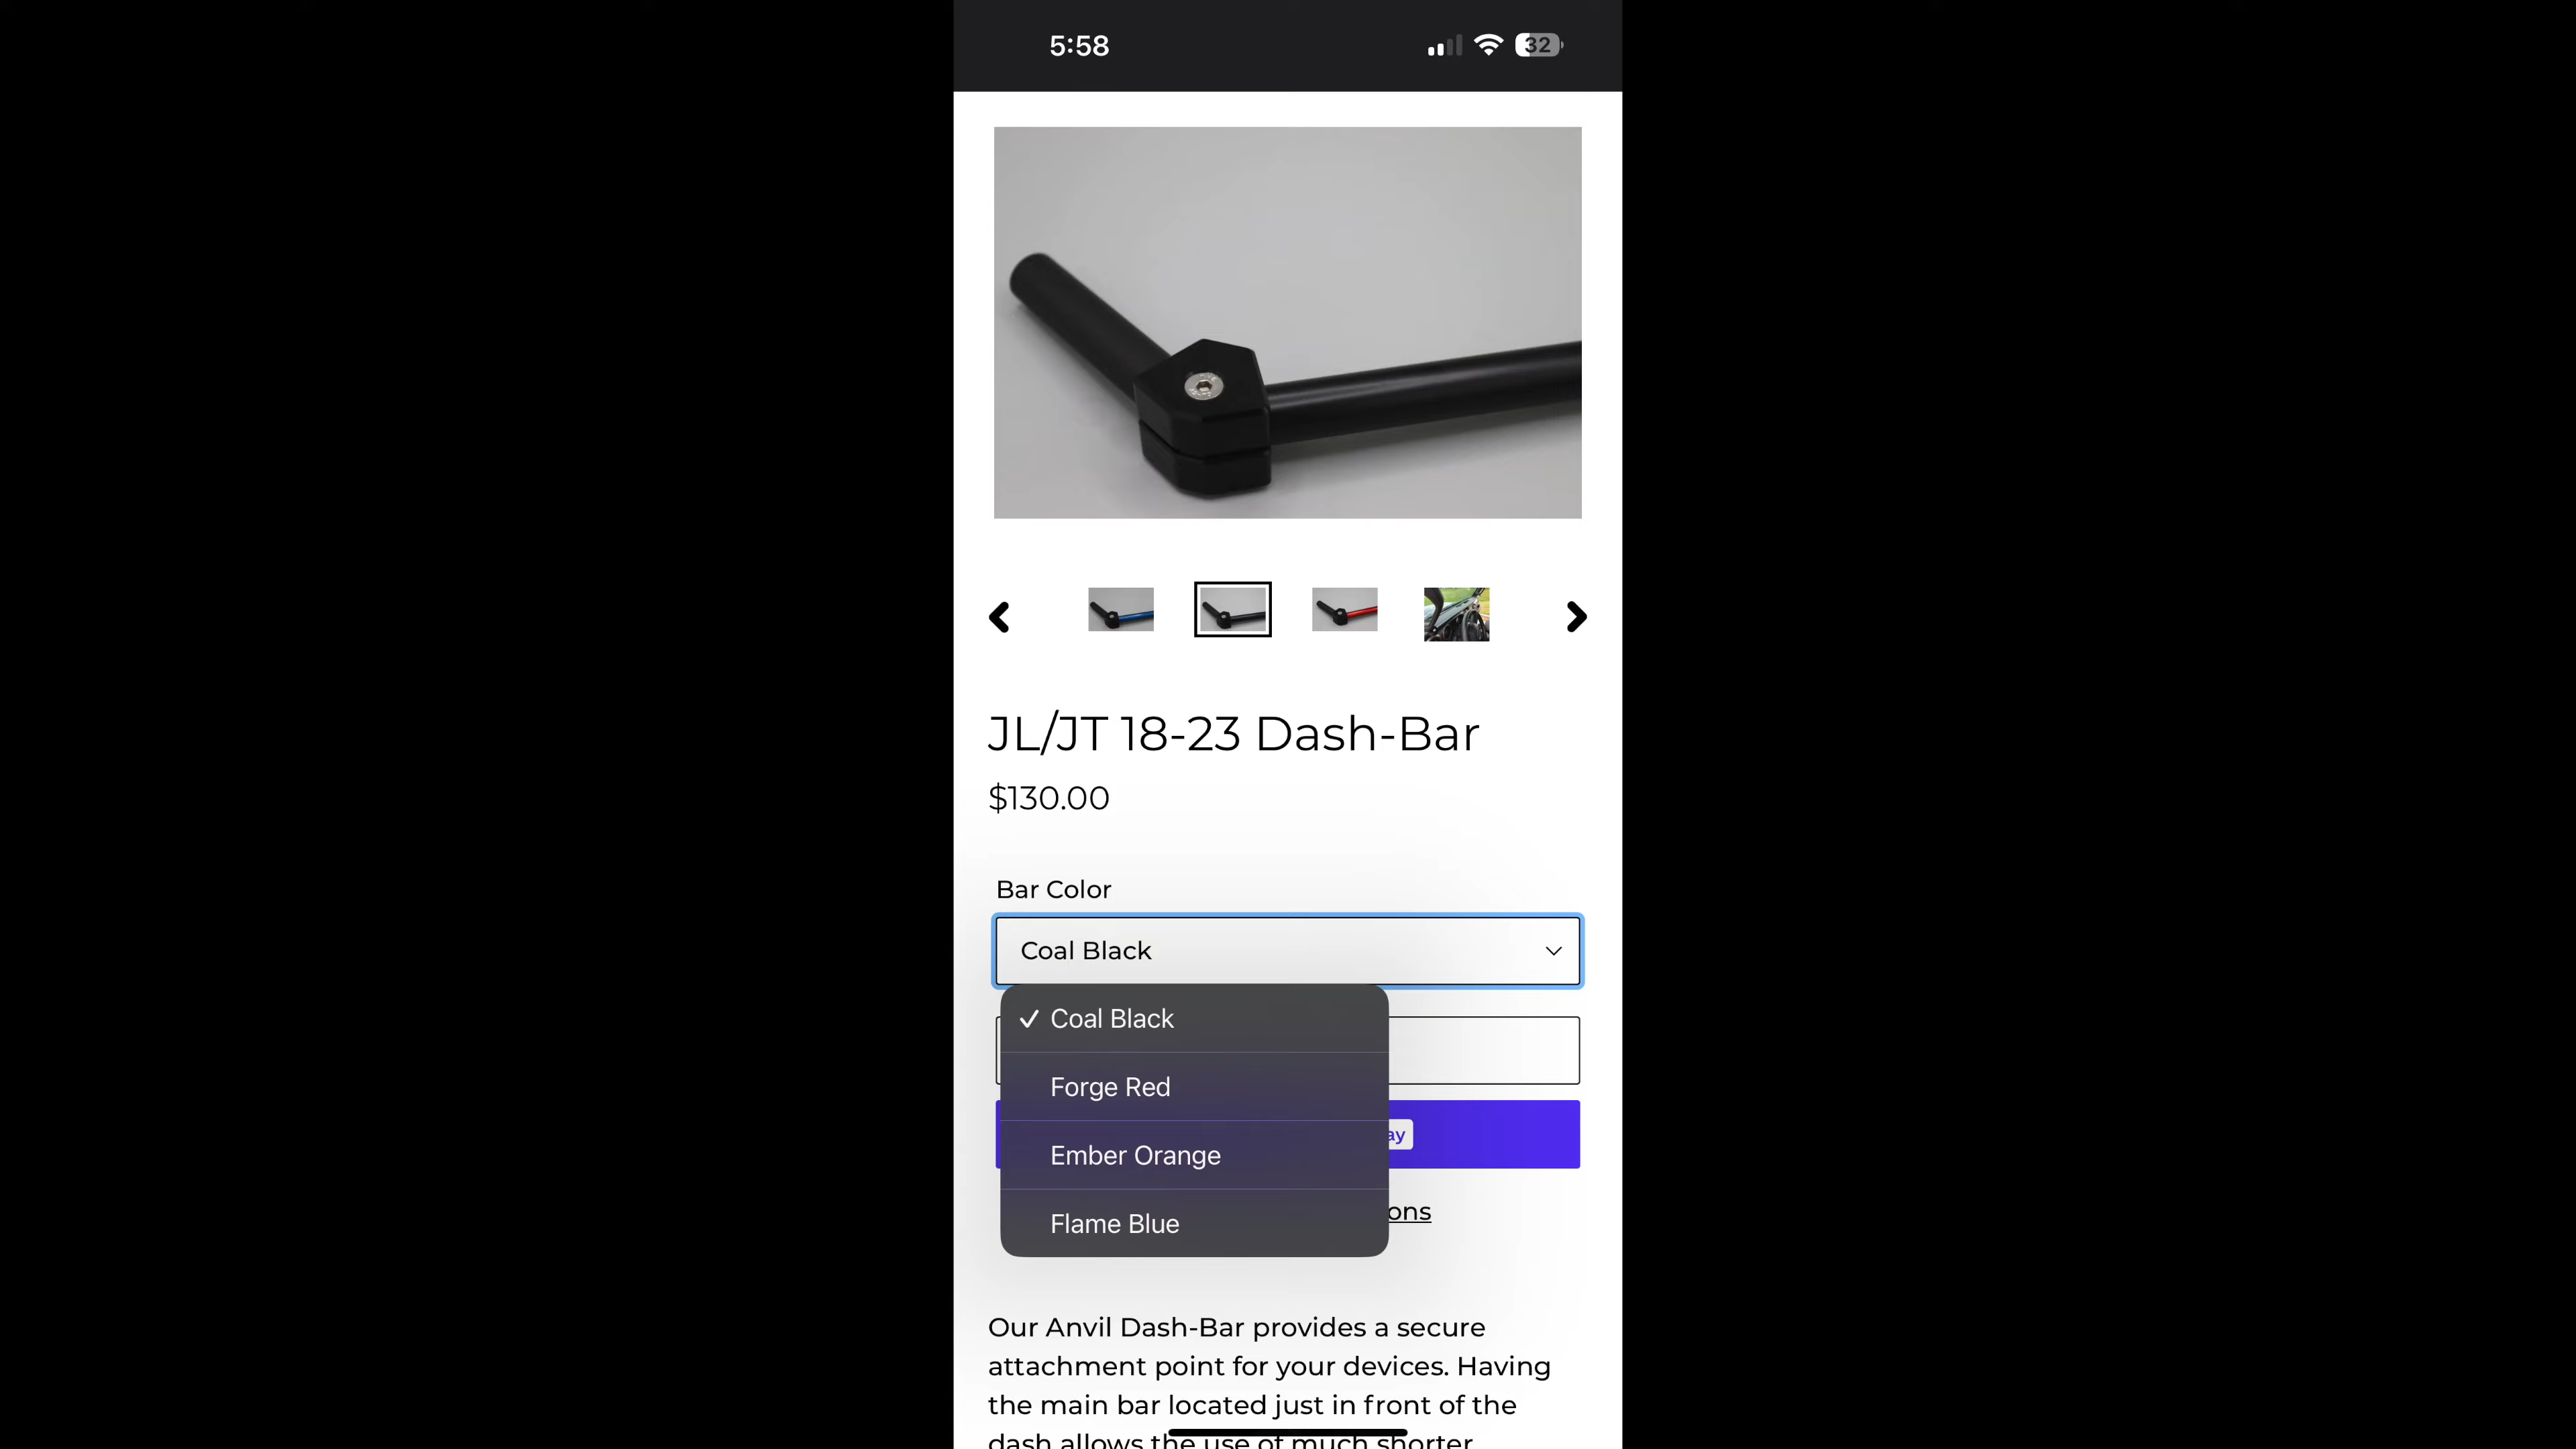 5:58
32
JL/JT 18-23 Dash-Bar
$130.00
Bar Color
Coal Black
✓ Coal Black
Forge Red
Ember Orange
ay
Flame Blue
ons
Our Anvil Dash-Bar provides a secure
attachment point for your devices. Having
the main bar located just in front of the
dash allows the use of much shorter